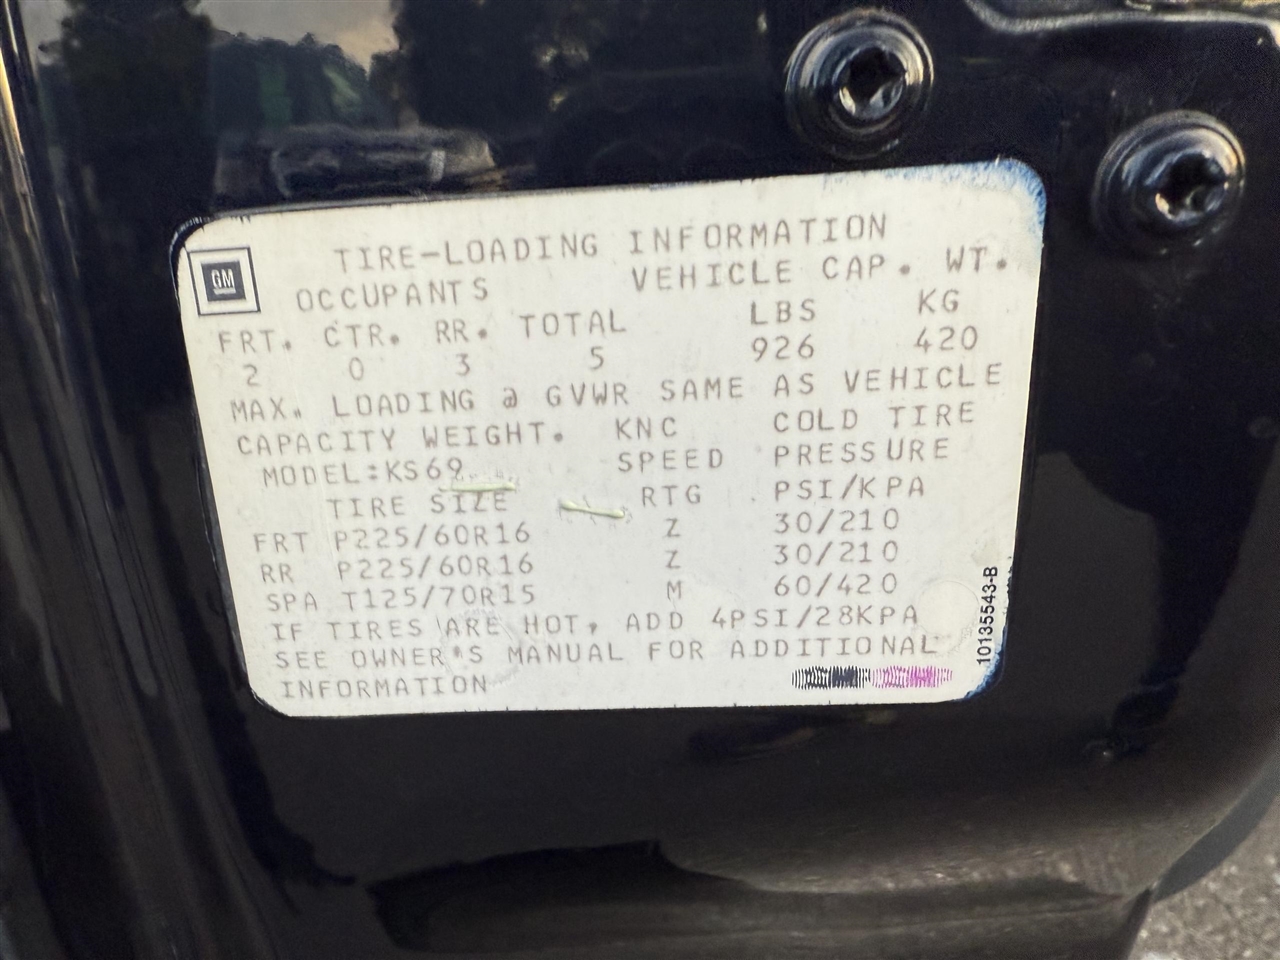 GM
TIRE-LOADING INFORMATION
OCCUPANTS VEHICLE CAP. WT.
FRT. CTR. RR. TOTAL LBS KG
2 0 3 5 926 420
MAX. LOADING @ GVWR SAME AS VEHICLE
CAPACITY WEIGHT. KNC COLD TIRE
MODEL:KS69 SPEED PRESSURE
TIRE SIZE RTG PSI/KPA
FRT P225/60R16 Z 30/210
RR P225/60R16 Z 30/210
SPA T125/70R15 M 60/420
IF TIRES ARE HOT, ADD 4PSI/28KPA
SEE OWNER'S MANUAL FOR ADDITIONAL
INFORMATION
10135543-B